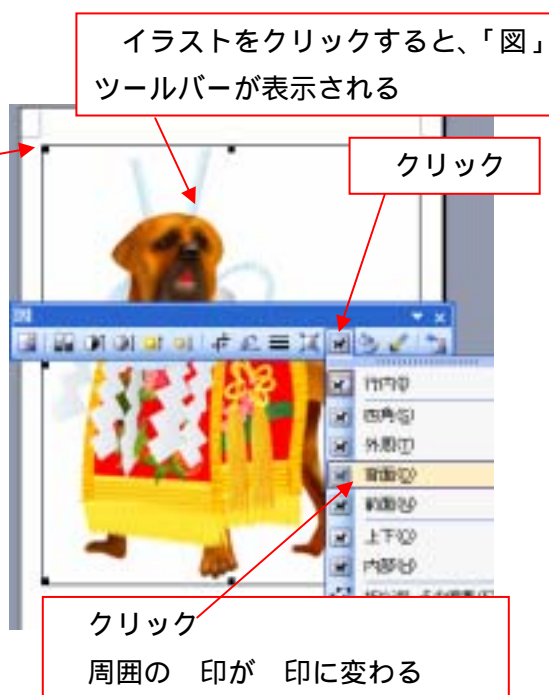 イラストをクリックすると、「図」
ツールバーが表示される
クリック
図
行内(I)
四角(S)
外周(T)
背面(D)
前面(N)
上下(O)
内部(H)
クリック
周囲の　印が　印に変わる